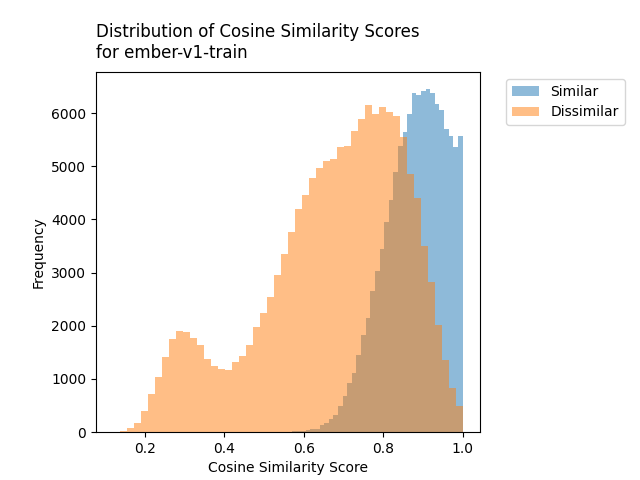 Distribution of Cosine Similarity Scores
for ember-v1-train
Similar
Dissimilar
Frequency
6000
5000
4000
3000
2000
1000
0
0.2 0.4 0.6 0.8 1.0
Cosine Similarity Score